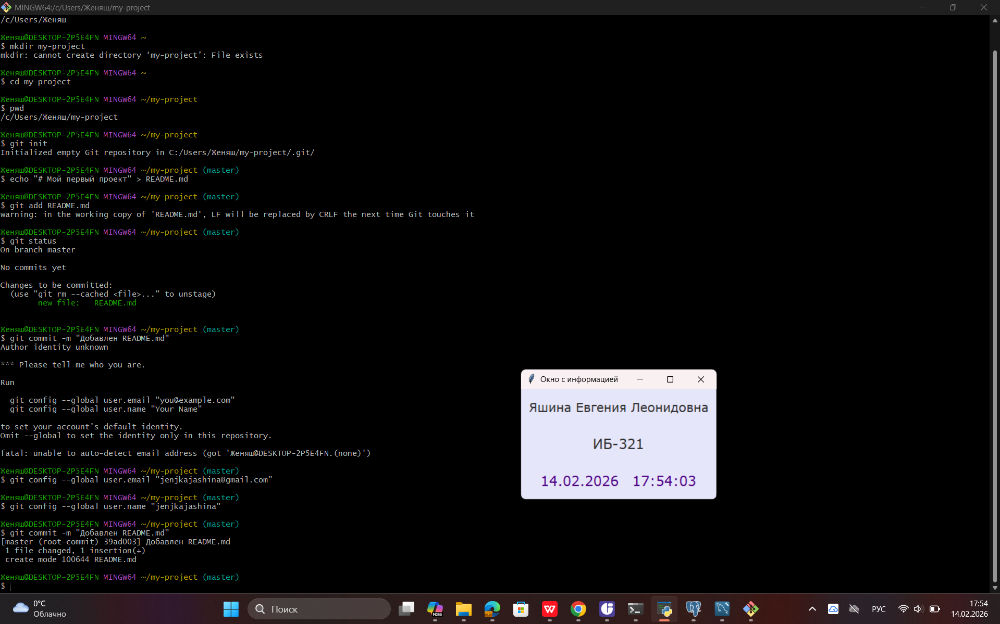 MINGW64:/c/Users/Женяш/my-project
/c/Users/Женяш
Женяш@DESKTOP-2P5E4FN MINGW64 ~
$ mkdir my-project
mkdir: cannot create directory ‘my-project’: File exists
Женяш@DESKTOP-2P5E4FN MINGW64 ~
$ cd my-project
Женяш@DESKTOP-2P5E4FN MINGW64 ~/my-project
$ pwd
/c/Users/Женяш/my-project
Женяш@DESKTOP-2P5E4FN MINGW64 ~/my-project
$ git init
Initialized empty Git repository in C:/Users/Женяш/my-project/.git/
Женяш@DESKTOP-2P5E4FN MINGW64 ~/my-project (master)
$ echo "# Мой первый проект" > README.md
Женяш@DESKTOP-2P5E4FN MINGW64 ~/my-project (master)
$ git add README.md
warning: in the working copy of 'README.md', LF will be replaced by CRLF the next time Git touches it
Женяш@DESKTOP-2P5E4FN MINGW64 ~/my-project (master)
$ git status
On branch master
No commits yet
Changes to be committed:
  (use "git rm --cached <file>..." to unstage)
        new file:   README.md
Женяш@DESKTOP-2P5E4FN MINGW64 ~/my-project (master)
$ git commit -m "Добавлен README.md"
Author identity unknown
*** Please tell me who you are.
Run
  git config --global user.email "you@example.com"
  git config --global user.name "Your Name"
to set your account's default identity.
Omit --global to set the identity only in this repository.
fatal: unable to auto-detect email address (got 'Женяш@DESKTOP-2P5E4FN.(none)')
Женяш@DESKTOP-2P5E4FN MINGW64 ~/my-project (master)
$ git config --global user.email "jenjkajashina@gmail.com"
Женяш@DESKTOP-2P5E4FN MINGW64 ~/my-project (master)
$ git config --global user.name "jenjkajashina"
Женяш@DESKTOP-2P5E4FN MINGW64 ~/my-project (master)
$ git commit -m "Добавлен README.md"
[master (root-commit) 39ad003] Добавлен README.md
 1 file changed, 1 insertion(+)
 create mode 100644 README.md
Женяш@DESKTOP-2P5E4FN MINGW64 ~/my-project (master)
$
Окно с информацией
Яшина Евгения Леонидовна
ИБ-321
14.02.2026 17:54:03
0°C
Облачно
Поиск
M365
РУС
17:54
14.02.2026